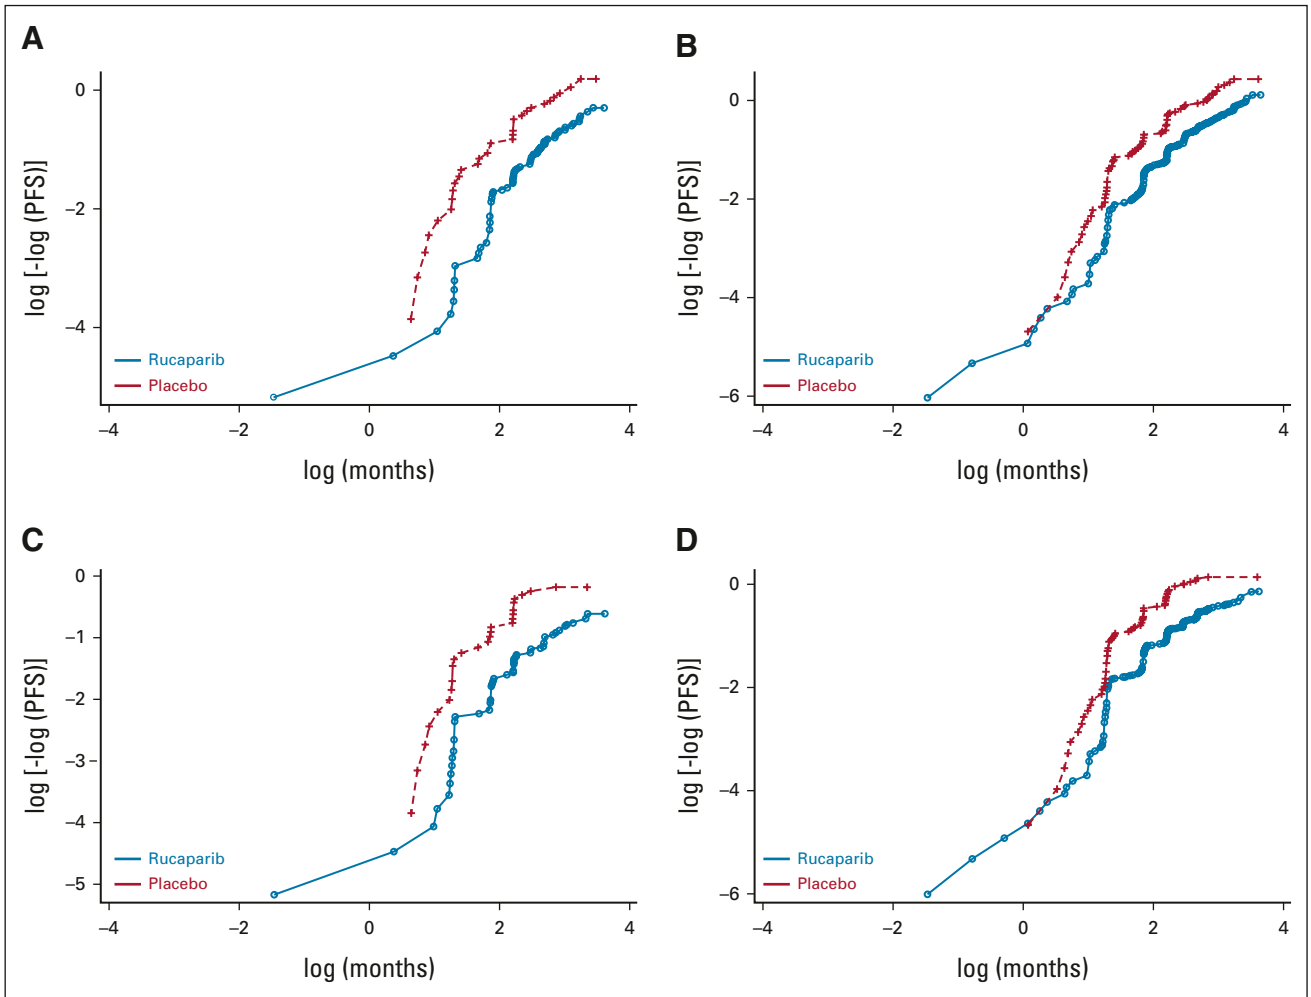 A
0
−2
−4
log [-log (PFS)]
Rucaparib
Placebo
−4 −2 0 2 4
log (months)
B
0
−2
−4
−6
log [-log (PFS)]
Rucaparib
Placebo
−4 −2 0 2 4
log (months)
C
0
−1
−2
−3
−4
−5
log [-log (PFS)]
Rucaparib
Placebo
−4 −2 0 2 4
log (months)
D
0
−2
−4
−6
log [-log (PFS)]
Rucaparib
Placebo
−4 −2 0 2 4
log (months)